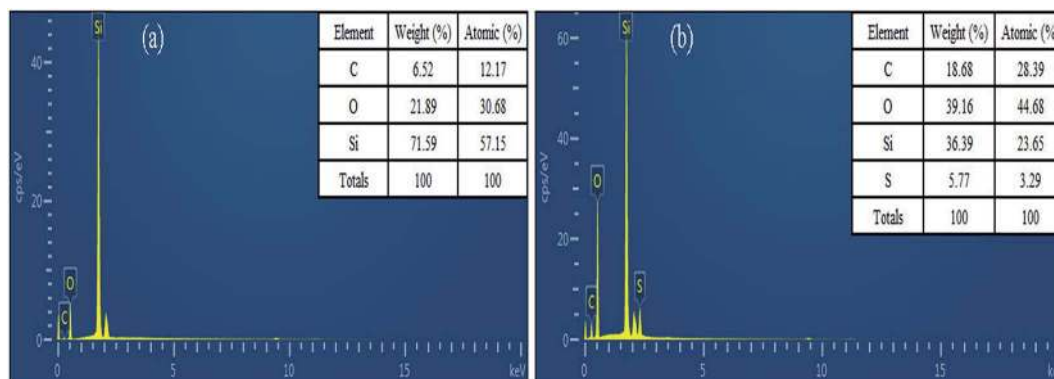 (a)
Si
O
C
cps/eV
40
20
0
0
5
10
15
keV
Element Weight (%) Atomic (%)
C 6.52 12.17
O 21.89 30.68
Si 71.59 57.15
Totals 100 100
(b)
Si
O
C
S
cps/eV
60
40
20
0
0
5
10
15
ke
Element Weight (%) Atomic (%)
C 18.68 28.39
O 39.16 44.68
Si 36.39 23.65
S 5.77 3.29
Totals 100 100